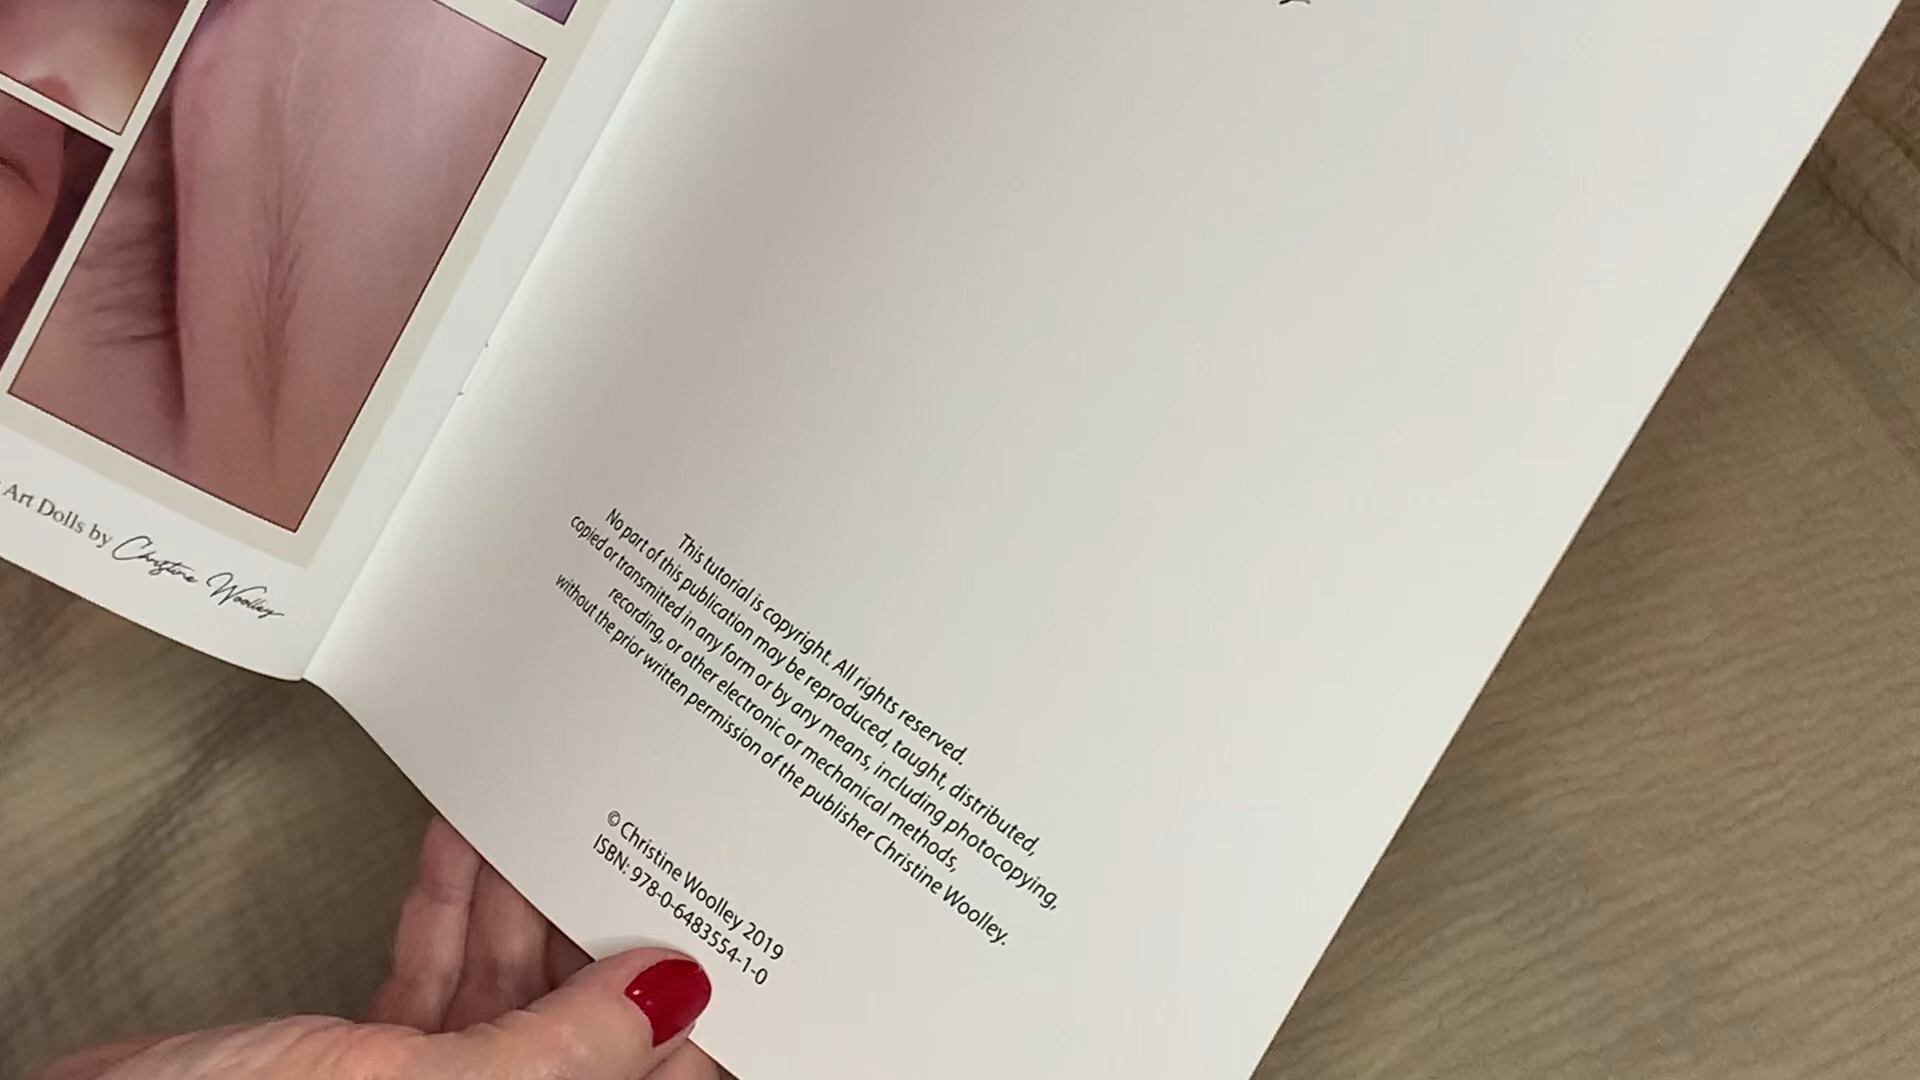 Art Dolls by Christine Woolley
This tutorial is copyright. All rights reserved.
No part of this publication may be reproduced, taught, distributed,
copied or transmitted in any form or by any means, including photocopying,
recording, or other electronic or mechanical methods,
without the prior written permission of the publisher Christine Woolley.
© Christine Woolley 2019
ISBN: 978-0-6483554-1-0